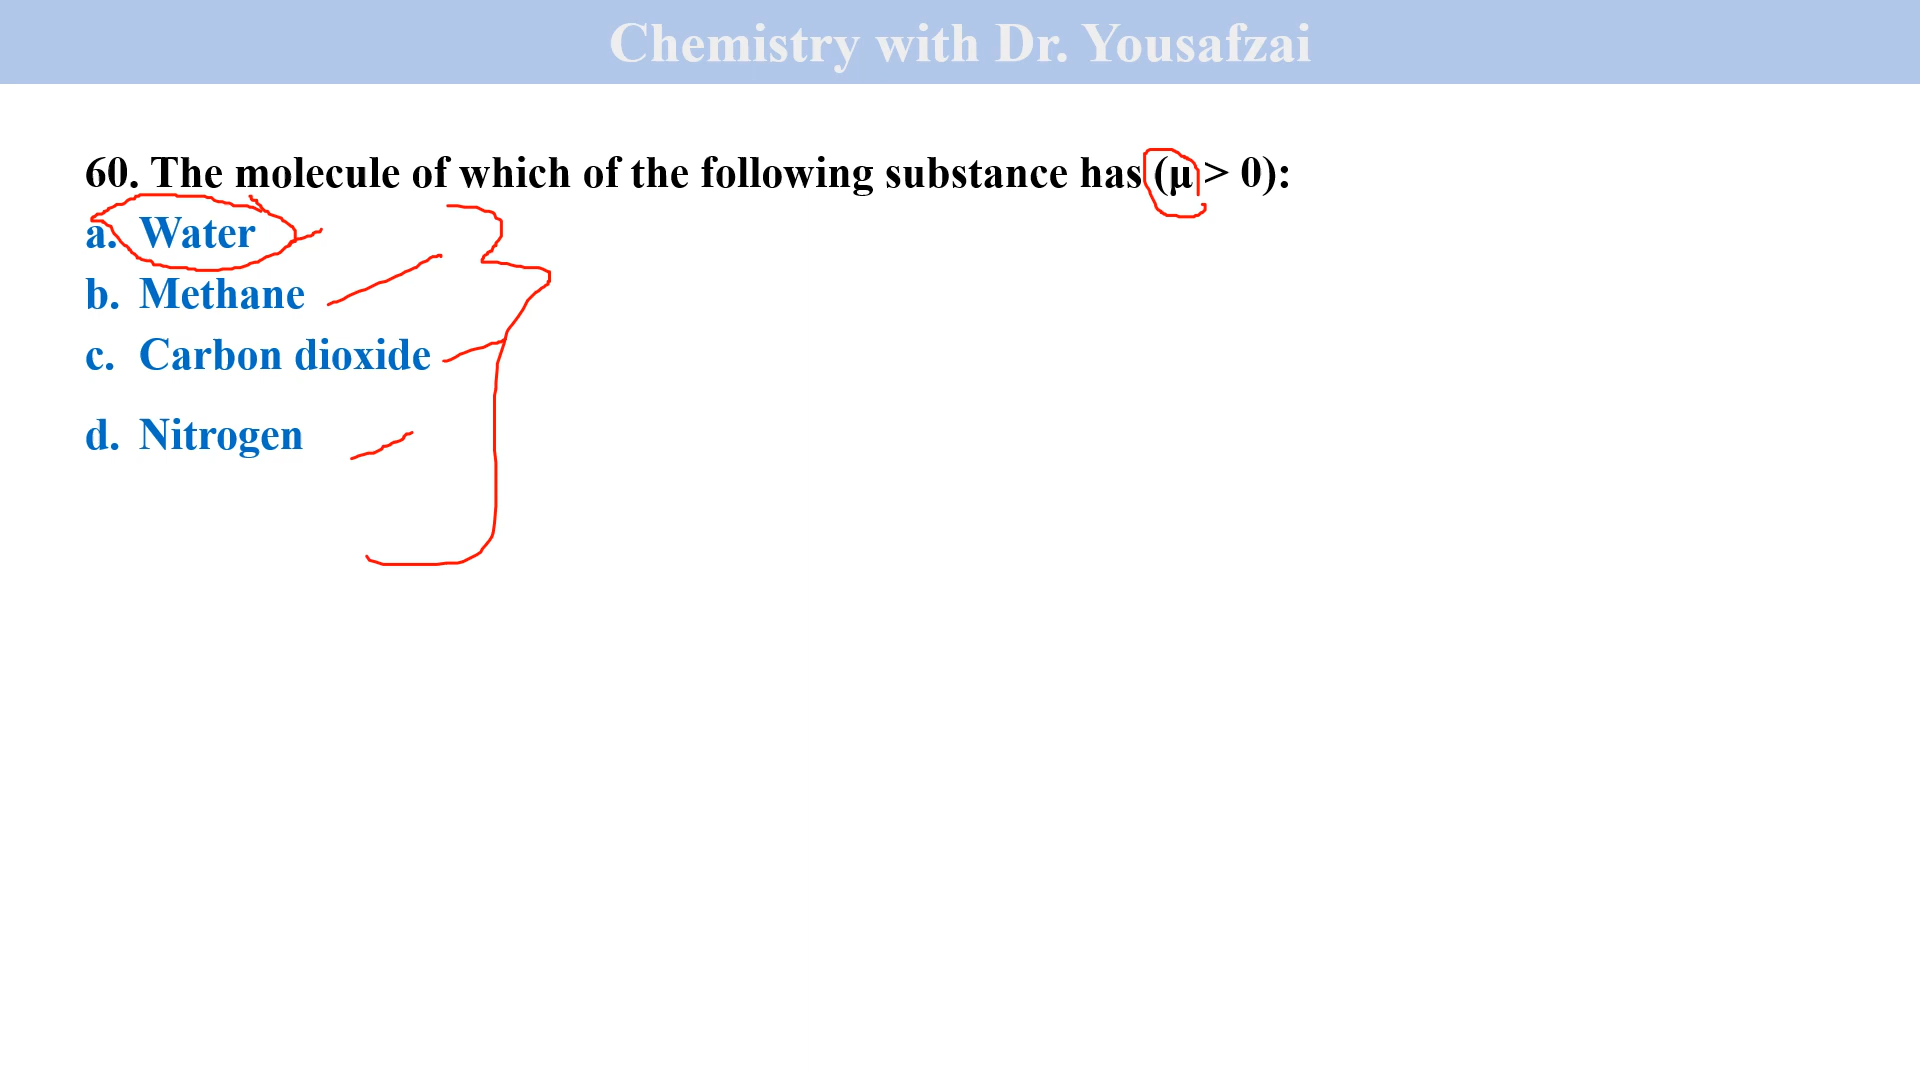 Chemistry with Dr. Yousafzai
60. The molecule of which of the following substance has (μ > 0):
a. Water
b. Methane
c. Carbon dioxide
d. Nitrogen